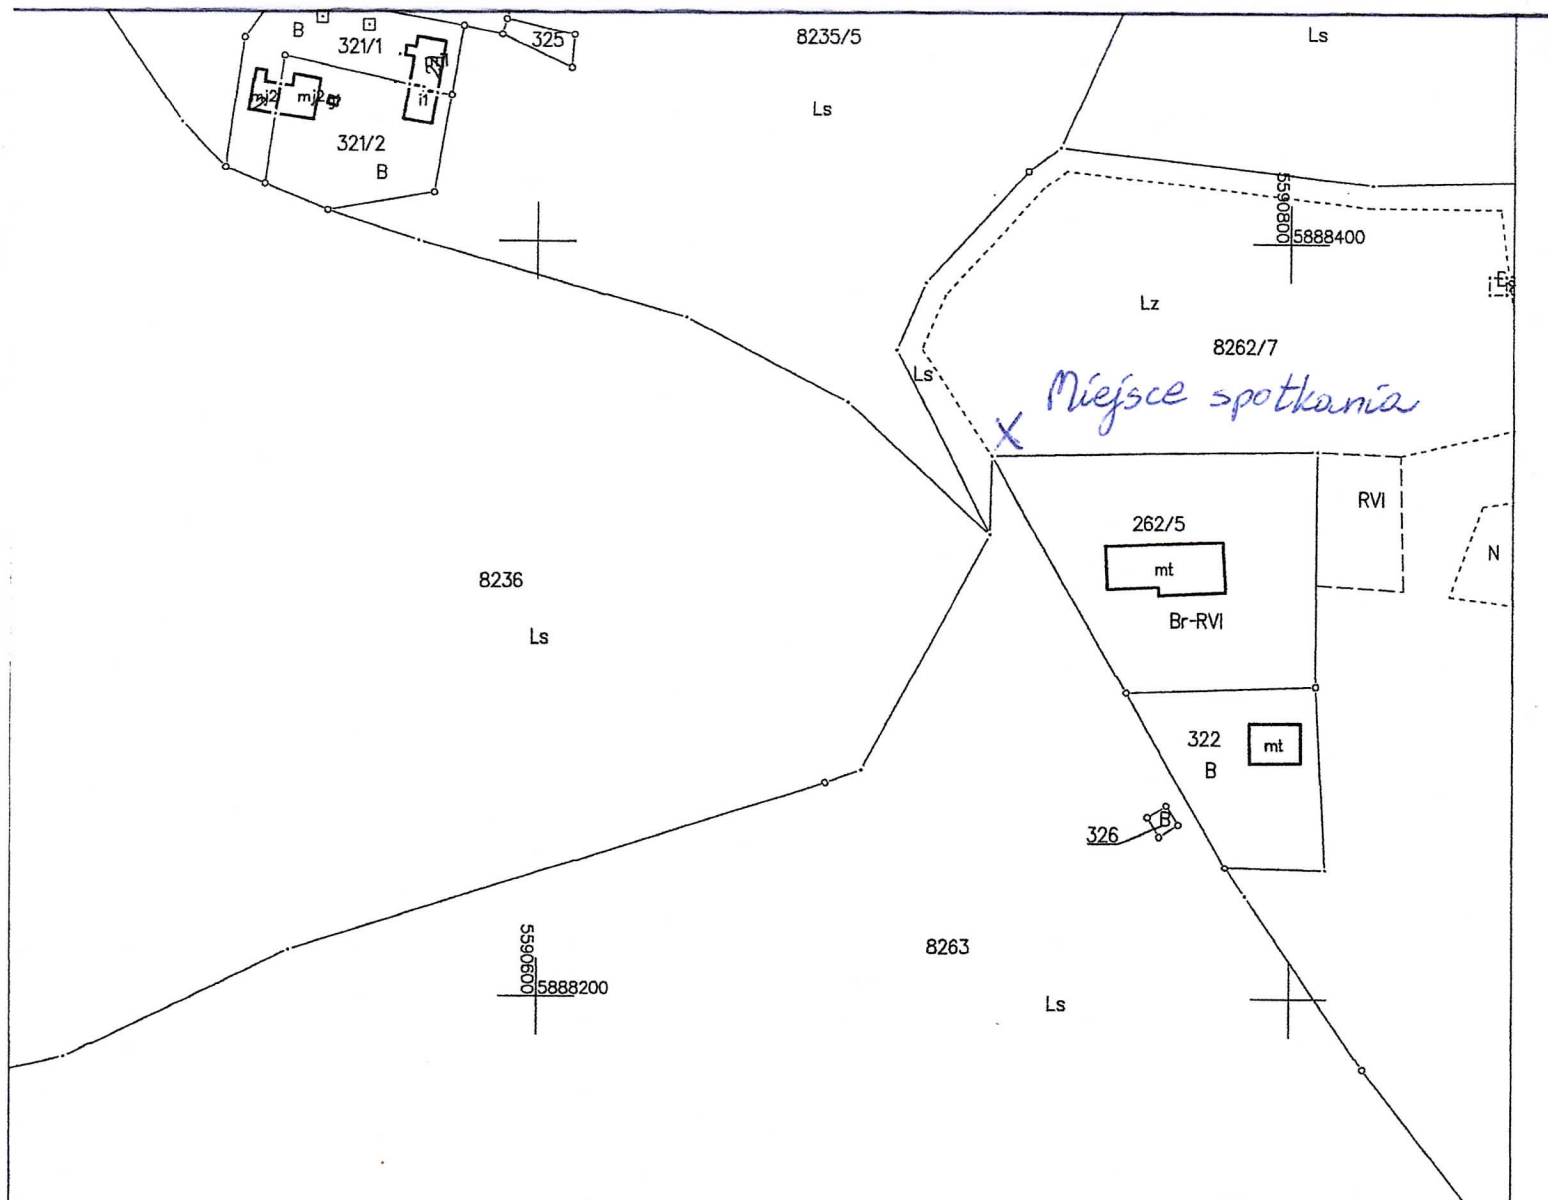 B
321/1
325
8235/5
Ls
Ls
mj2
mj2
i1
321/2
B
5590800
5888400
Lz
8262/7
Ls
Miejsce spotkania
X
RVI
262/5
N
mt
8236
Br-RVI
Ls
322
mt
B
B
326
8263
5590600
5888200
Ls